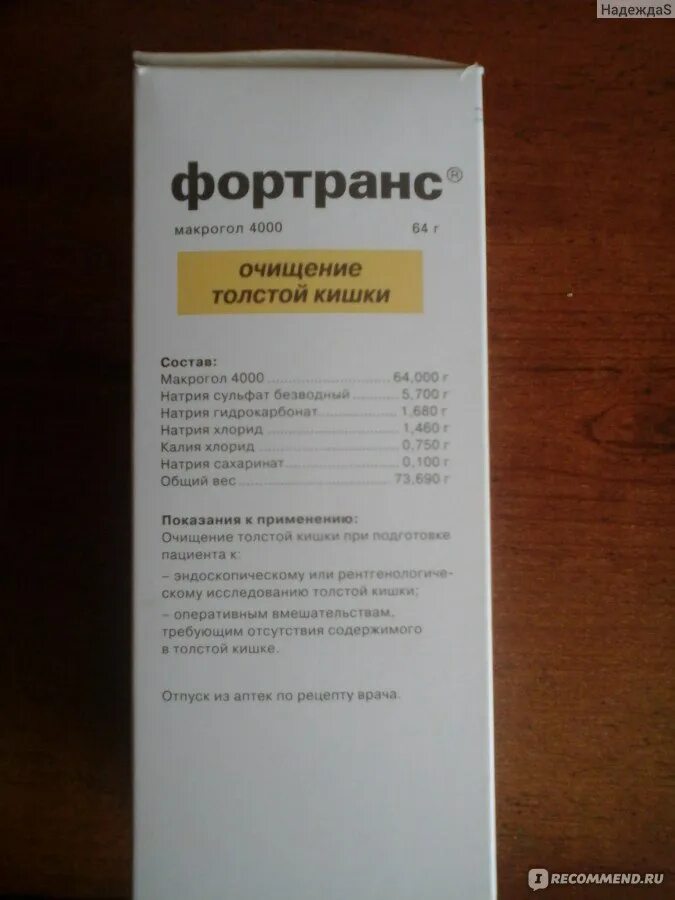 НадеждаS
фортранс®
макрогол 4000 64 г
очищение
толстой кишки
Состав:
Макрогол 4000 ........................ 64,000 г
Натрия сульфат безводный ........ 5,700 г
Натрия гидрокарбонат ............... 1,680 г
Натрия хлорид ........................ 1,460 г
Калия хлорид ......................... 0,750 г
Натрия сахаринат .................... 0,100 г
Общий вес ............................. 73,690 г
Показания к применению:
Очищение толстой кишки при подготовке
пациента к:
– эндоскопическому или рентгенологиче-
скому исследованию толстой кишки;
– оперативным вмешательствам,
требующим отсутствия содержимого
в толстой кишке.
Отпуск из аптек по рецепту врача.
IRECOMMEND.RU